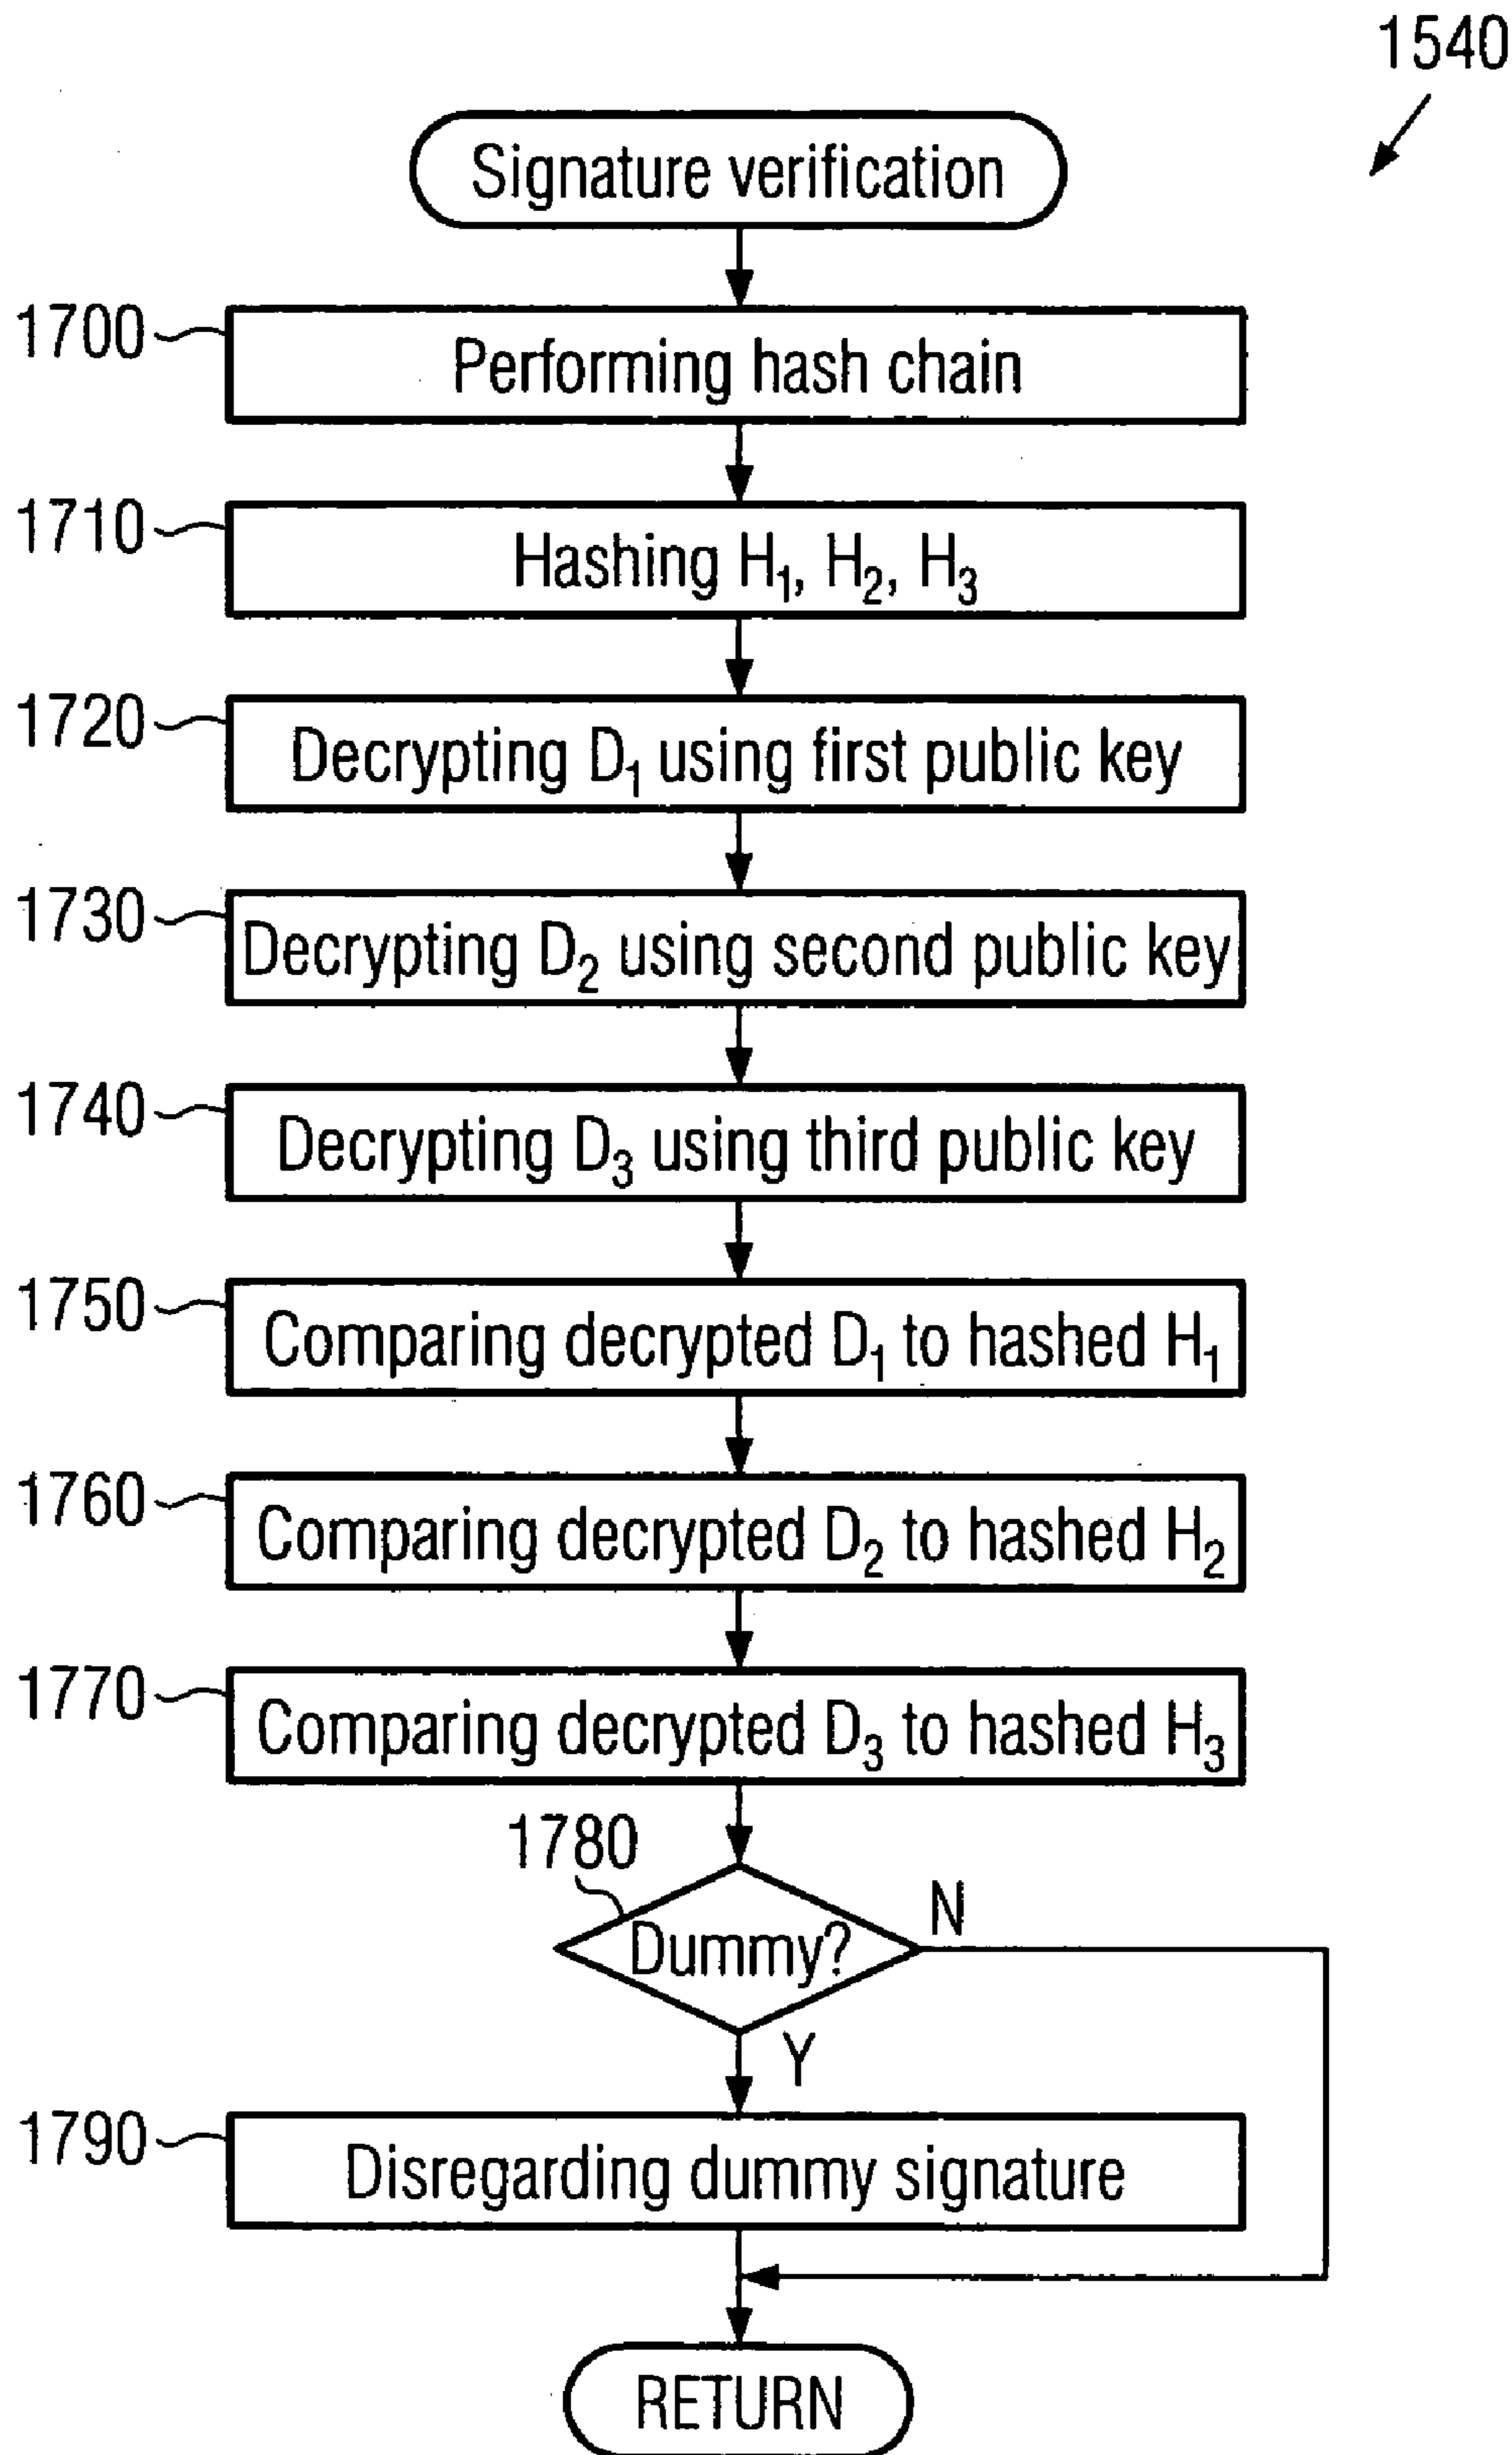 1540
Signature verification
1700
Performing hash chain
1710
Hashing H₁, H₂, H₃
1720
Decrypting D₁ using first public key
1730
Decrypting D₂ using second public key
1740
Decrypting D₃ using third public key
1750
Comparing decrypted D₁ to hashed H₁
1760
Comparing decrypted D₂ to hashed H₂
1770
Comparing decrypted D₃ to hashed H₃
1780
Dummy?
N
Y
1790
Disregarding dummy signature
RETURN